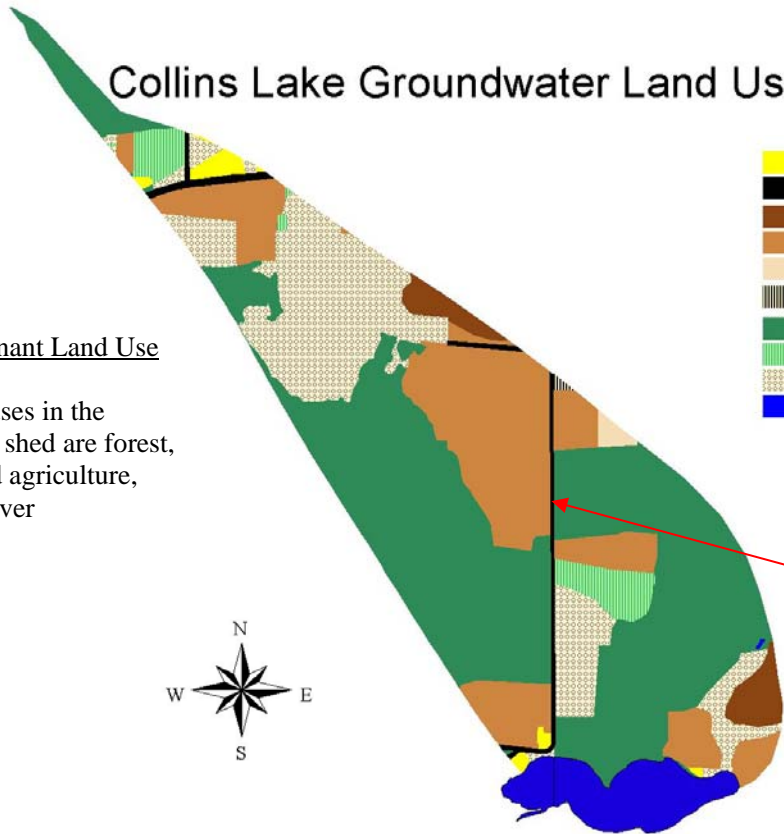 Collins Lake Groundwater Land Us
nant Land Use
ses in the
shed are forest,
d agriculture,
ver
N
W E
S